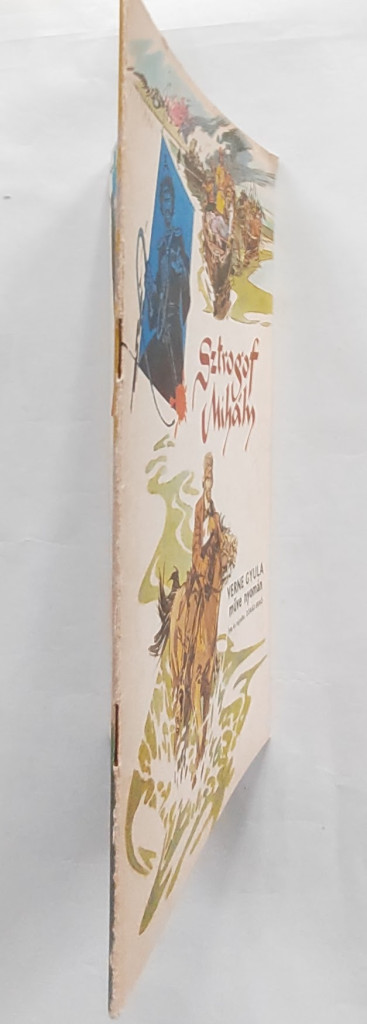 Sztrogof
Mihály
VERNE GYULA
műve nyomán